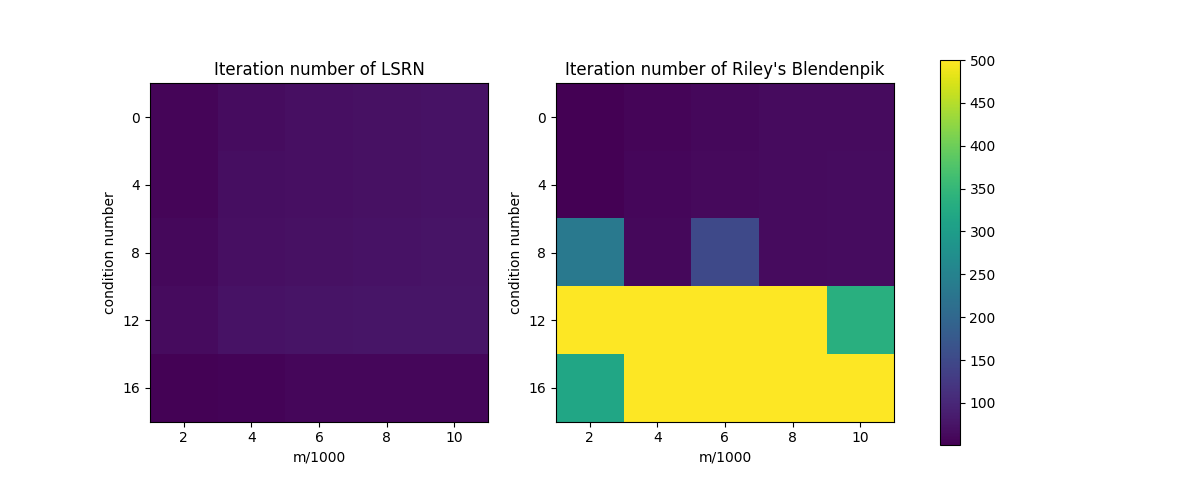 Iteration number of LSRN
0
4
8
12
16
condition number
2 4 6 8 10
m/1000
Iteration number of Riley's Blendenpik
0
4
8
12
16
condition number
2 4 6 8 10
m/1000
500
450
400
350
300
250
200
150
100